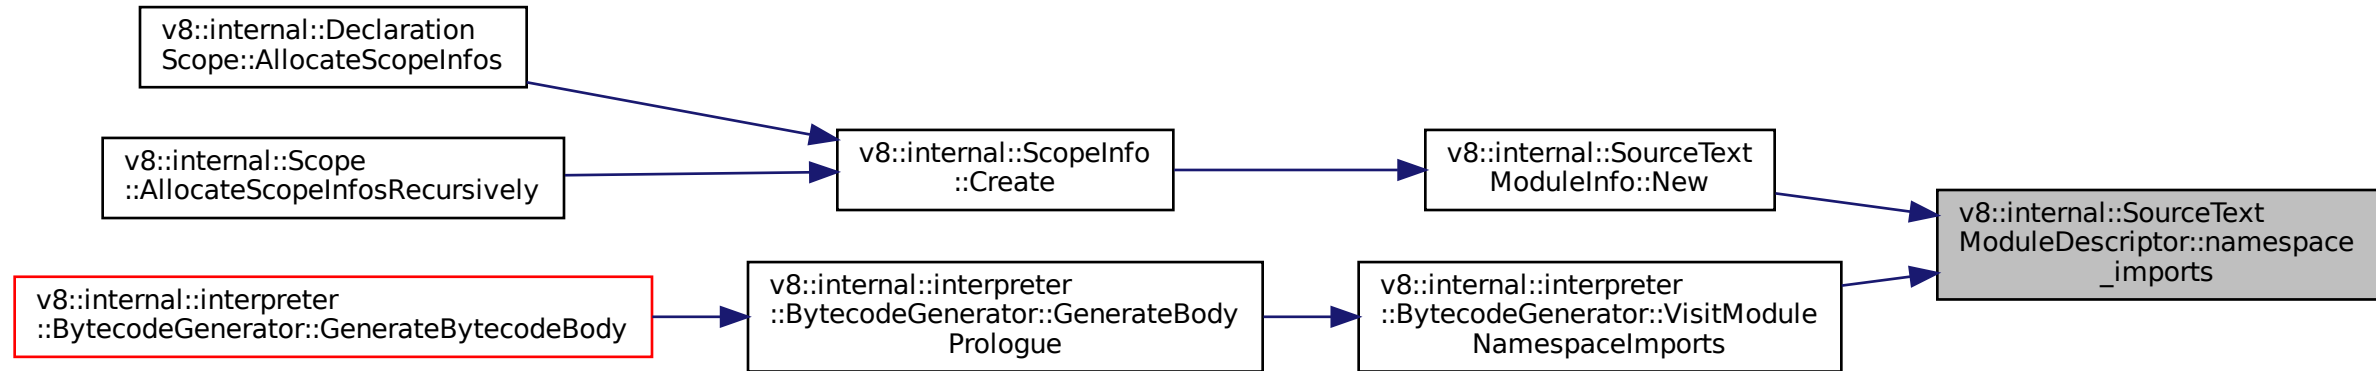 v8::internal::Declaration
Scope::AllocateScopeInfos
v8::internal::Scope
::AllocateScopeInfosRecursively
v8::internal::ScopeInfo
::Create
v8::internal::SourceText
ModuleInfo::New
v8::internal::SourceText
ModuleDescriptor::namespace
_imports
v8::internal::interpreter
::BytecodeGenerator::GenerateBytecodeBody
v8::internal::interpreter
::BytecodeGenerator::GenerateBody
Prologue
v8::internal::interpreter
::BytecodeGenerator::VisitModule
NamespaceImports